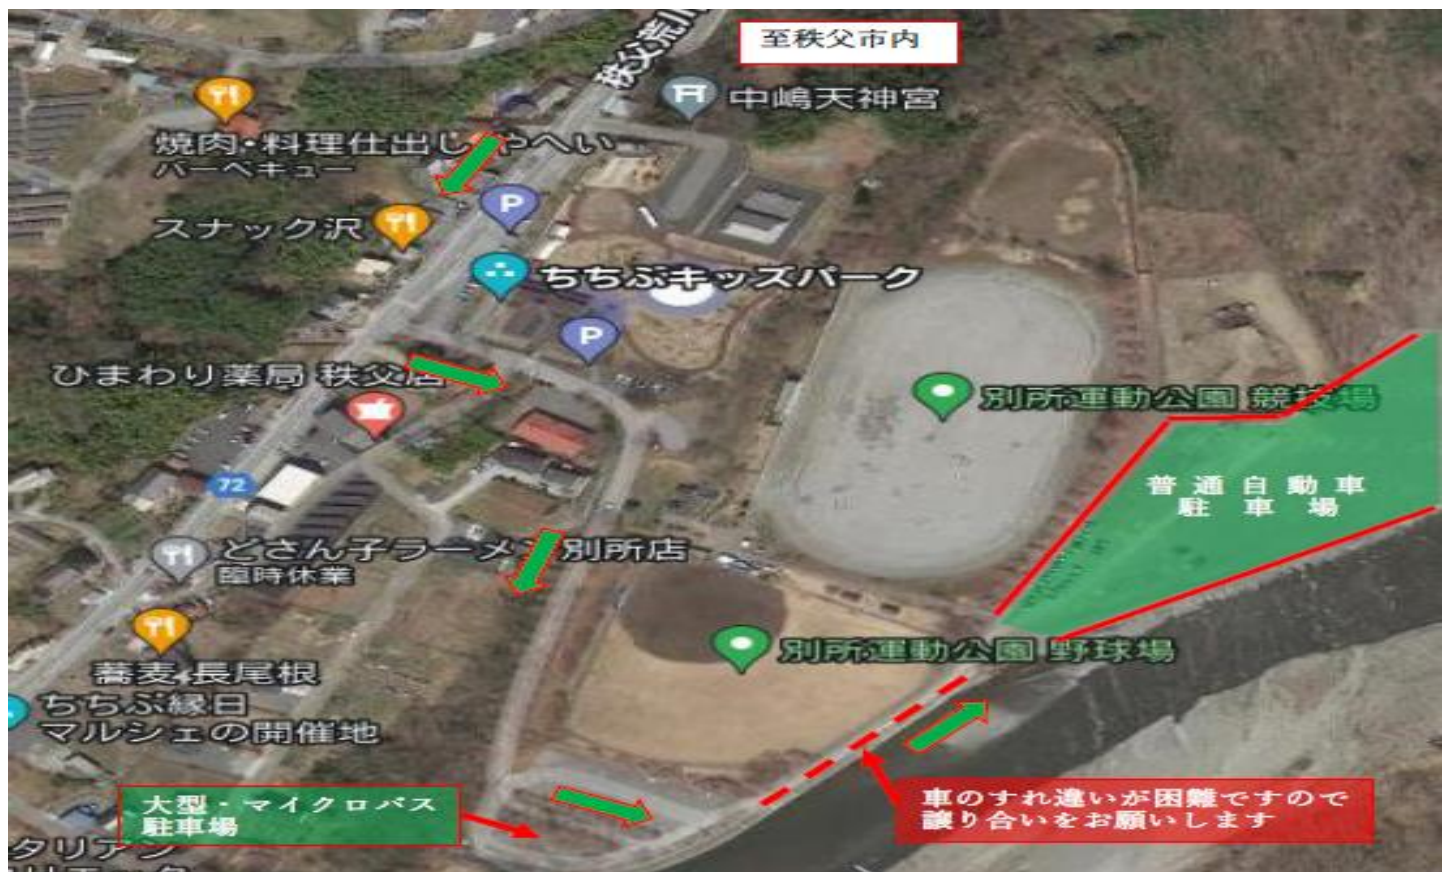 至秩父市内
秩父荒川
中嶋天神宮
焼肉・料理仕出し やへい
バーベキュー
スナック沢
P
ちちぶキッズパーク
P
ひまわり薬局 秩父店
別所運動公園 競技場
普通自動車
駐車場
72
どさん子ラーメン 別所店
臨時休業
別所運動公園 野球場
蕎麦 長尾根
ちちぶ縁日
マルシェの開催地
大型・マイクロバス
駐車場
車のすれ違いが困難ですので
譲り合いをお願いします
タリアン